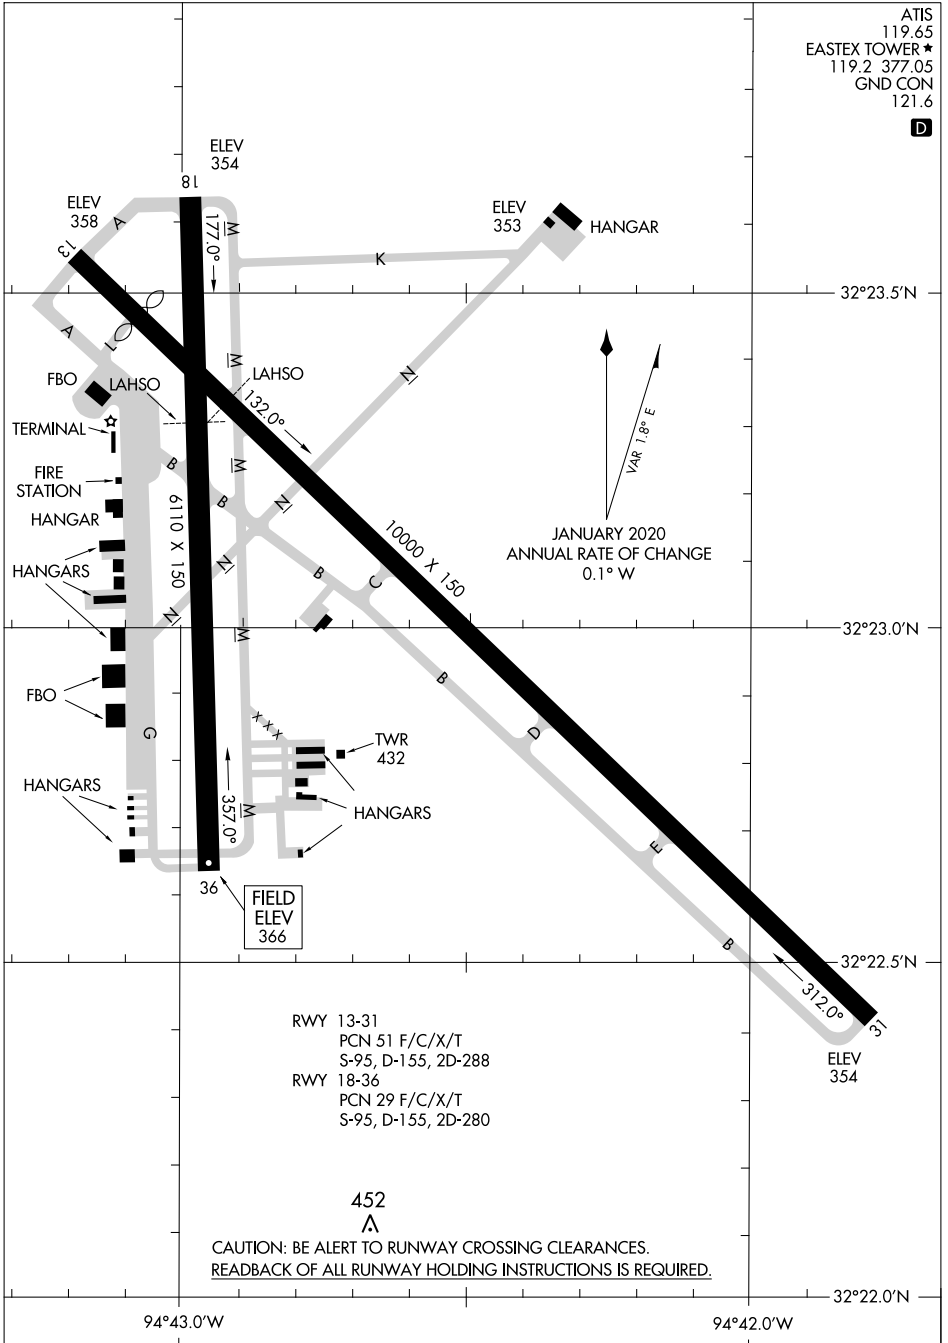 ATIS
119.65
EASTEX TOWER ★
119.2 377.05
GND CON
121.6
D
ELEV
354
18
ELEV
358
A
13
177.0°
M
ELEV
353
HANGAR
K
32°23.5'N
A
L
M
N
VAR 1.8° E
FBO
LAHSO
LAHSO
132.0°
TERMINAL
B
M
FIRE
STATION
B
N
HANGAR
6110 X 150
10000 X 150
JANUARY 2020
ANNUAL RATE OF CHANGE
0.1° W
HANGARS
N
B
C
N
M
32°23.0'N
B
FBO
X X X
G
D
TWR
432
HANGARS
357.0°
M
HANGARS
E
36
FIELD
ELEV
366
B
32°22.5'N
312.0°
31
RWY 13-31
PCN 51 F/C/X/T
S-95, D-155, 2D-288
RWY 18-36
PCN 29 F/C/X/T
S-95, D-155, 2D-280
ELEV
354
452
CAUTION: BE ALERT TO RUNWAY CROSSING CLEARANCES.
READBACK OF ALL RUNWAY HOLDING INSTRUCTIONS IS REQUIRED.
32°22.0'N
94°43.0'W
94°42.0'W